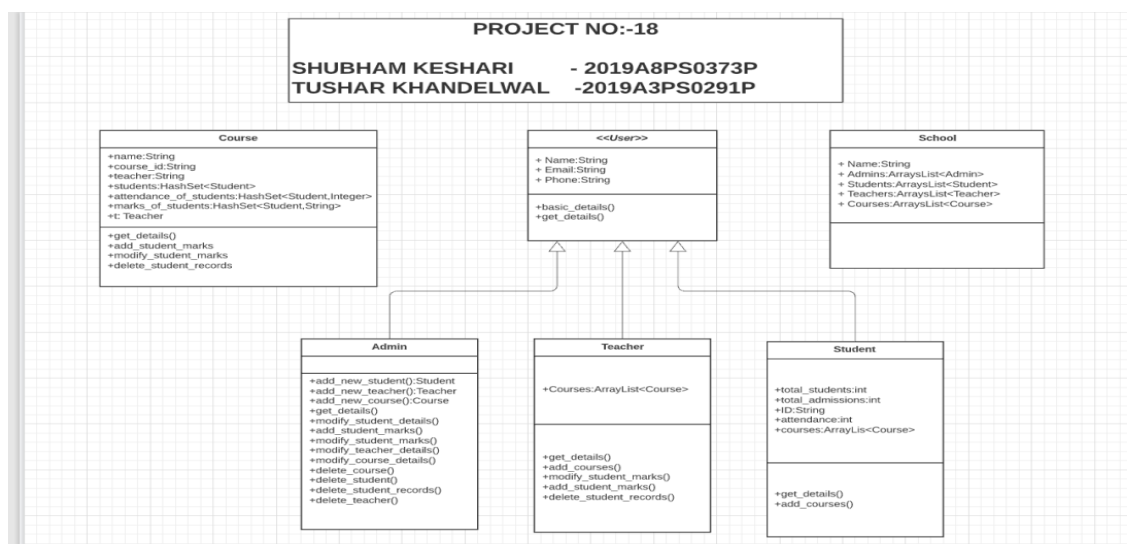 PROJECT NO:-18
SHUBHAM KESHARI - 2019A8PS0373P
TUSHAR KHANDELWAL -2019A3PS0291P
Course
+name:String
+course_id:String
+teacher:String
+students:HashSet<Student>
+attendance_of_students:HashSet<Student,Integer>
+marks_of_students:HashSet<Student,String>
+t: Teacher
+get_details()
+add_student_marks
+modify_student_marks
+delete_student_records
<<User>>
+ Name:String
+ Email:String
+ Phone:String
+basic_details()
+get_details()
School
+ Name:String
+ Admins:ArraysList<Admin>
+ Students:ArraysList<Student>
+ Teachers:ArraysList<Teacher>
+ Courses:ArraysList<Course>
Admin
+add_new_student():Student
+add_new_teacher():Teacher
+add_new_course():Course
+get_details()
+modify_student_details()
+add_student_marks()
+modify_student_marks()
+modify_teacher_details()
+modify_course_details()
+delete_course()
+delete_student()
+delete_student_records()
+delete_teacher()
Teacher
+Courses:ArrayList<Course>
+get_details()
+add_courses()
+modify_student_marks()
+add_student_marks()
+delete_student_records()
Student
+total_students:int
+total_admissions:int
+ID:String
+attendance:int
+courses:ArrayLis<Course>
+get_details()
+add_courses()